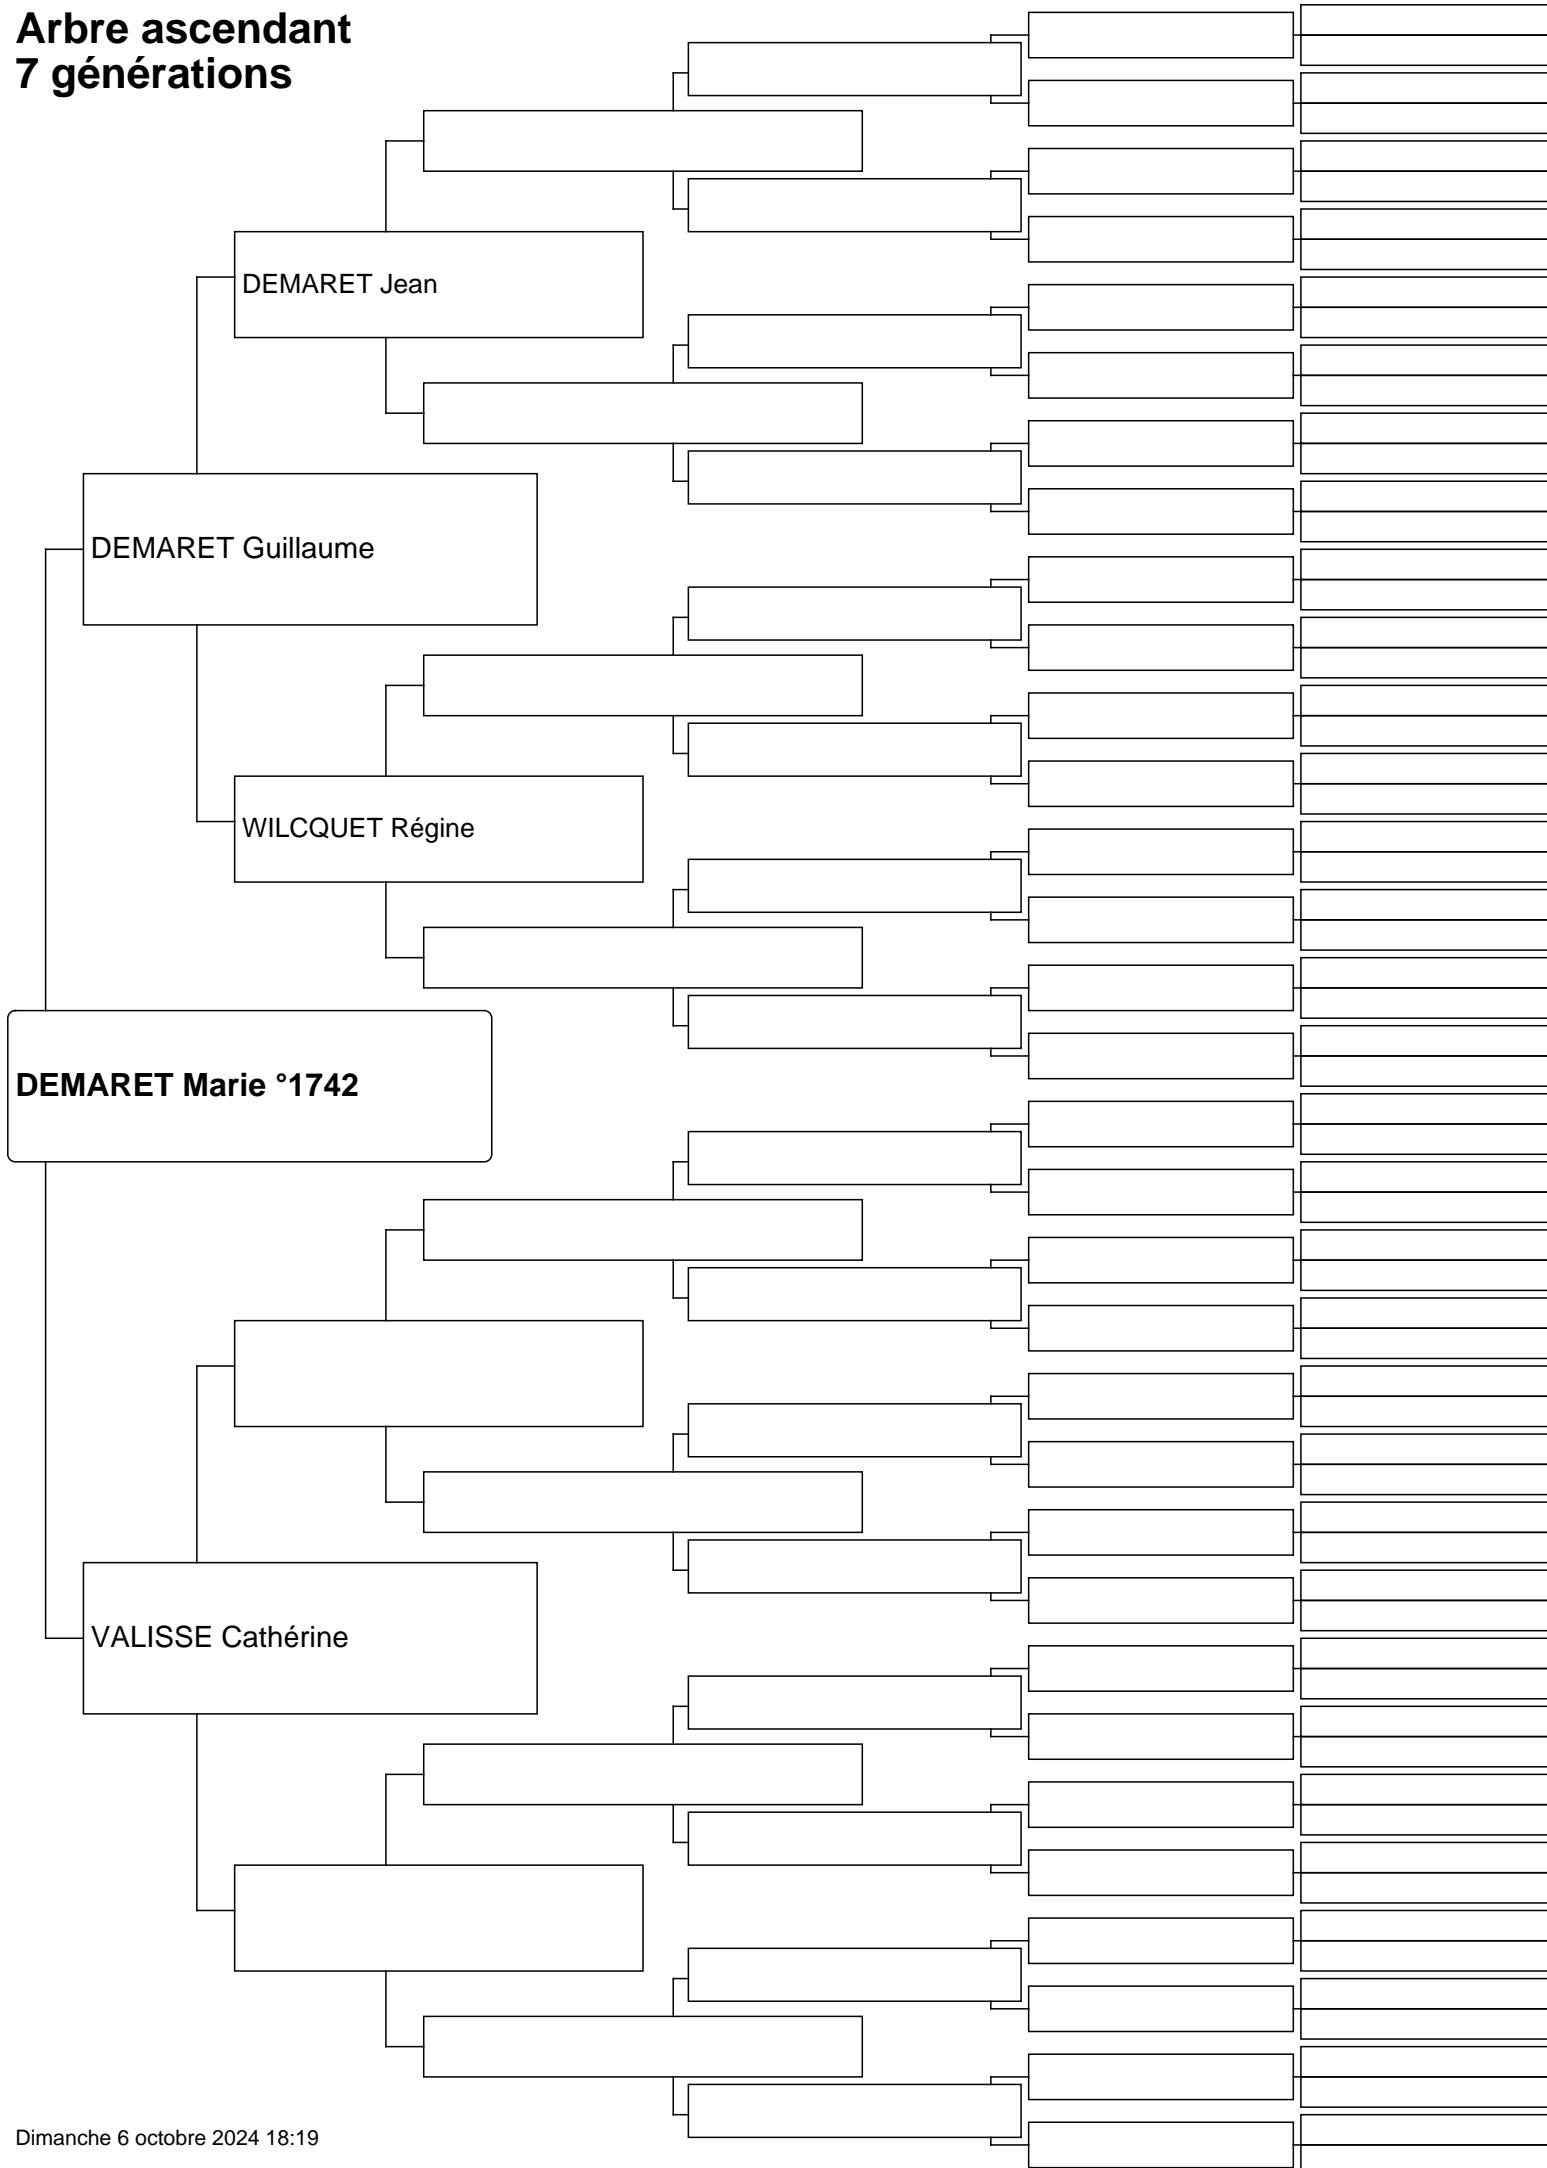 Arbre ascendant
7 générations
DEMARET Jean
DEMARET Guillaume
WILCQUET Régine
DEMARET Marie °1742
VALISSE Cathérine
Dimanche 6 octobre 2024 18:19